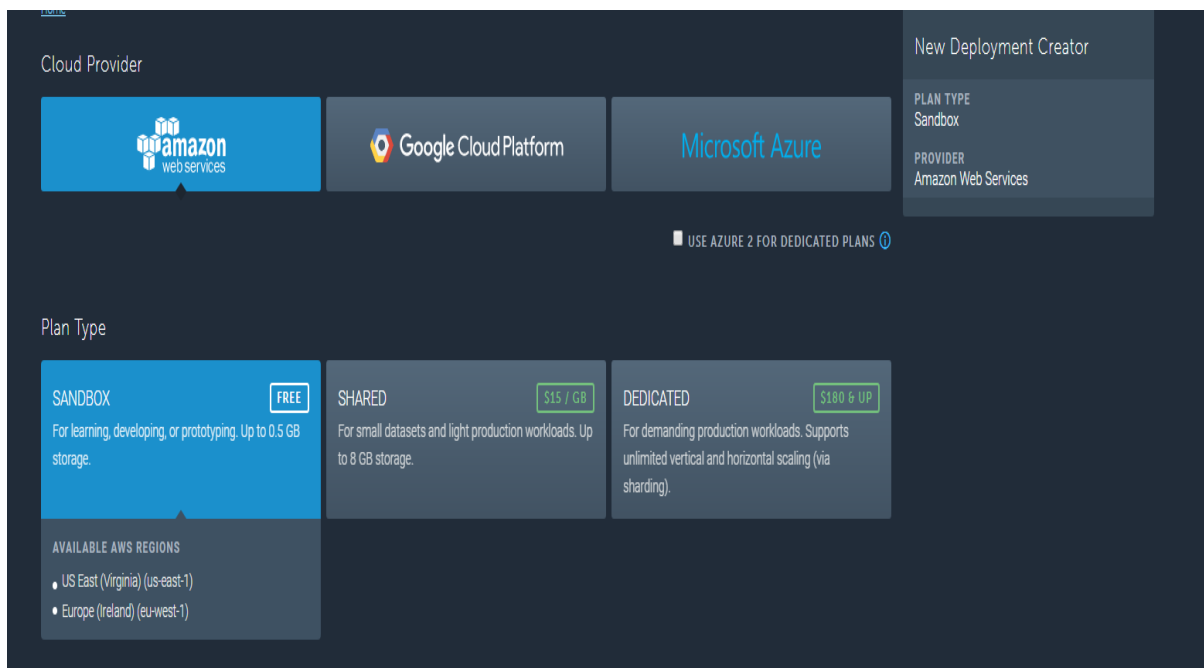 Home
Cloud Provider
amazon
web services
Google Cloud Platform
Microsoft Azure
USE AZURE 2 FOR DEDICATED PLANS
Plan Type
SANDBOX FREE
For learning, developing, or prototyping. Up to 0.5 GB
storage.
SHARED $15 / GB
For small datasets and light production workloads. Up
to 8 GB storage.
DEDICATED $180 & UP
For demanding production workloads. Supports
unlimited vertical and horizontal scaling (via
sharding).
AVAILABLE AWS REGIONS
• US East (Virginia) (us-east-1)
• Europe (Ireland) (eu-west-1)
New Deployment Creator
PLAN TYPE
Sandbox
PROVIDER
Amazon Web Services